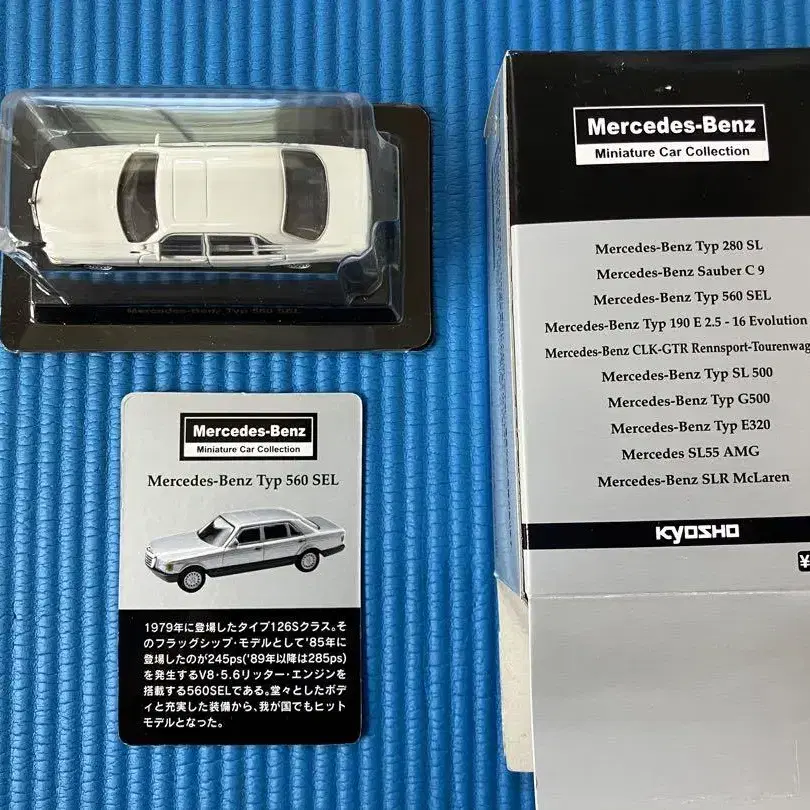 Mercedes-Benz Typ 560 SEL
Mercedes-Benz
Miniature Car Collection
Mercedes-Benz Typ 560 SEL
1979年に登場したタイプ126Sクラス。そ
のフラッグシップ・モデルとして'85年に
登場したのが245ps('89年以降は285ps)
を発生するV8・5.6リッター・エンジンを
搭載する560SELである。堂々としたボデ
ィと充実した装備から、我が国でもヒット
モデルとなった。
Mercedes-Benz
Miniature Car Collection
Mercedes-Benz Typ 280 SL
Mercedes-Benz Sauber C 9
Mercedes-Benz Typ 560 SEL
Mercedes-Benz Typ 190 E 2.5 - 16 Evolution
Mercedes-Benz CLK-GTR Rennsport-Tourenwag
Mercedes-Benz Typ SL 500
Mercedes-Benz Typ G500
Mercedes-Benz Typ E320
Mercedes SL55 AMG
Mercedes-Benz SLR McLaren
KYOSHO
¥